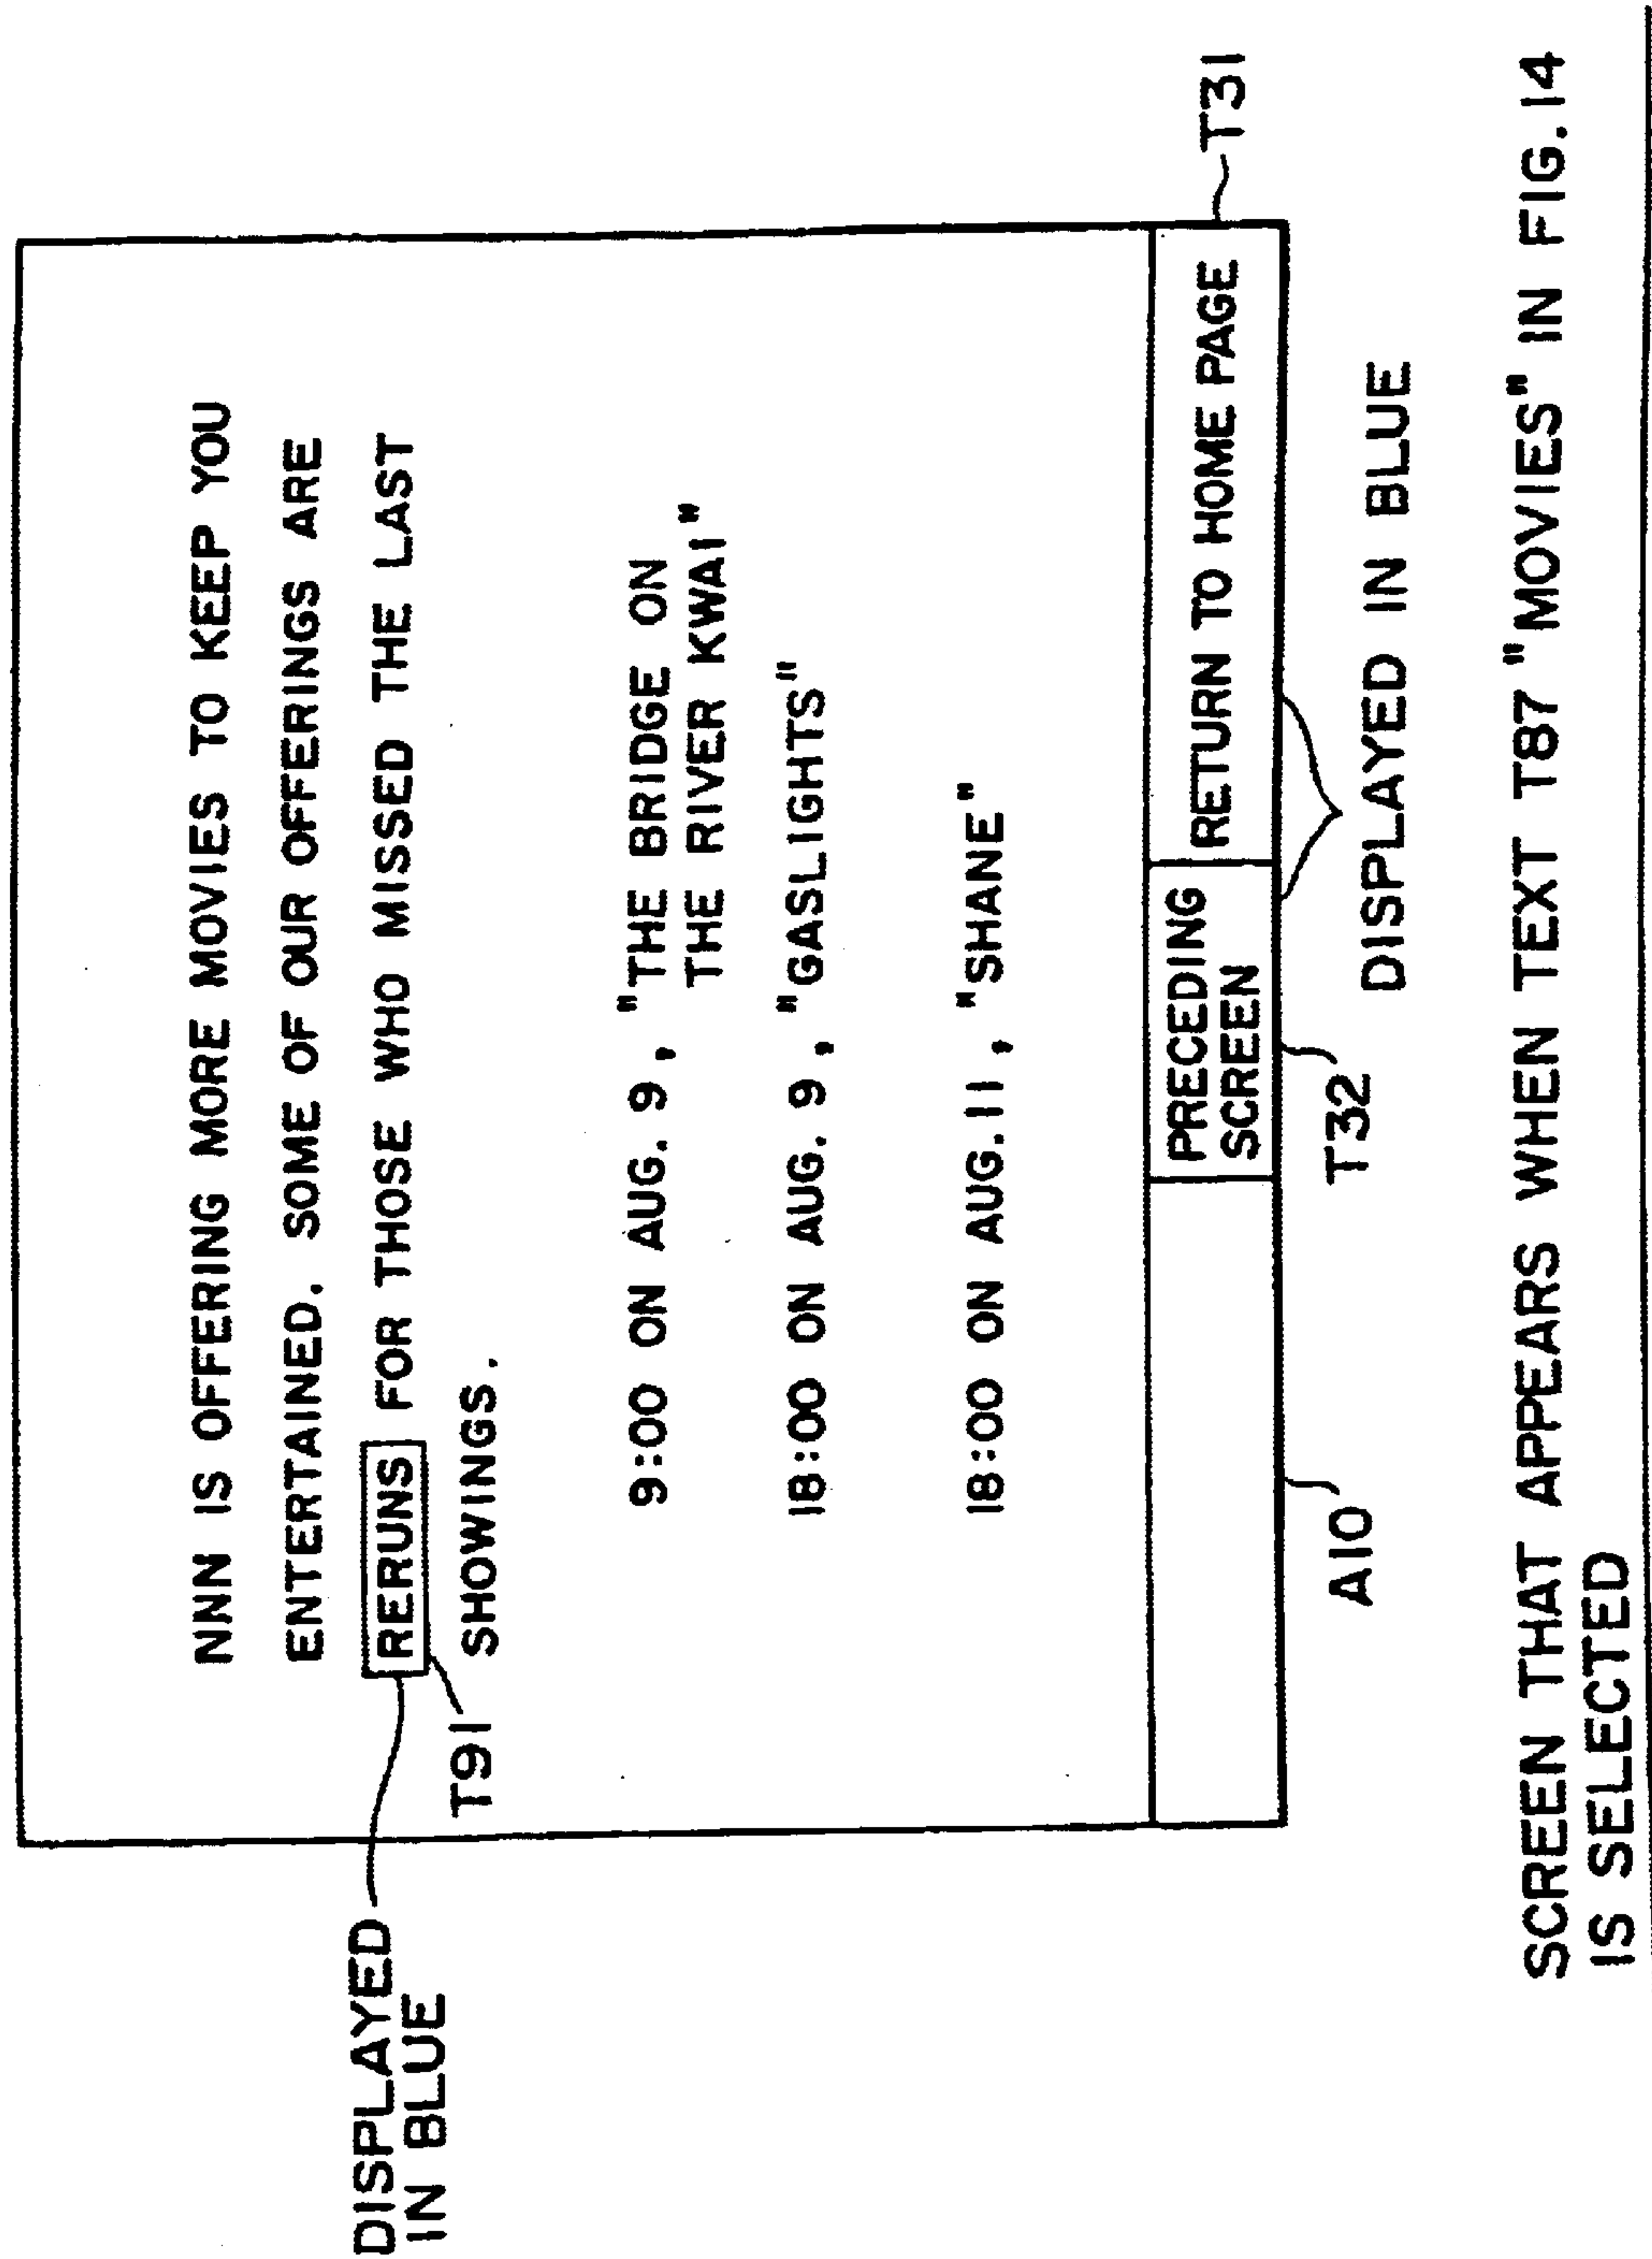 NNN IS OFFERING MORE MOVIES TO KEEP YOU
ENTERTAINED. SOME OF OUR OFFERINGS ARE
RERUNS FOR THOSE WHO MISSED THE LAST
SHOWINGS.
DISPLAYED
IN BLUE
T91
9:00 ON AUG. 9, "THE BRIDGE ON
THE RIVER KWAI"
18:00 ON AUG. 9, "GASLIGHTS"
18:00 ON AUG. 11, "SHANE"
PRECEDING
SCREEN
RETURN TO HOME PAGE
T31
A10
T32
DISPLAYED IN BLUE
SCREEN THAT APPEARS WHEN TEXT T87 "MOVIES" IN FIG. 14
IS SELECTED